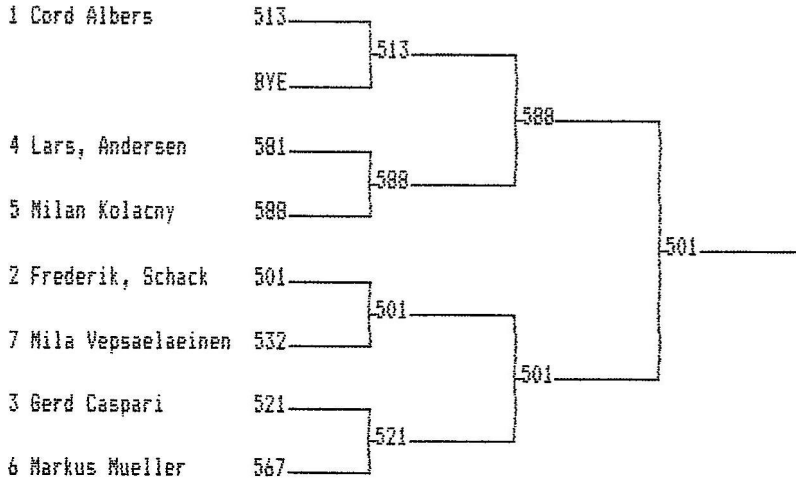 1 Cord Albers 513
513
BYE
588
4 Lars, Andersen 581
588
5 Milan Kolacny 588
501
2 Frederik, Schack 501
501
7 Mila Vepsaelaeinen 532
501
3 Gerd Caspari 521
521
6 Markus Mueller 567